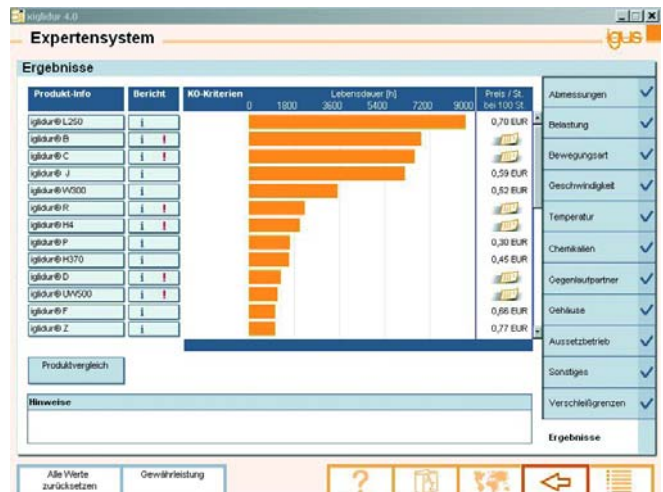 xiglidur 4.0
Expertensystem
igus
Ergebnisse
Produkt-Info Bericht KO-Kriterien Lebensdauer [h] Preis / St. bei 100 St.
0 1800 3600 5400 7200 9000
iglidur® L250 i 0,70 EUR
iglidur® B i !
iglidur® C i !
iglidur® J i 0,59 EUR
iglidur® W300 i 0,52 EUR
iglidur® R i !
iglidur® H4 i !
iglidur® P i 0,30 EUR
iglidur® H370 i 0,45 EUR
iglidur® D i !
iglidur® UW500 i !
iglidur® F i 0,66 EUR
iglidur® Z i 0,77 EUR
Produktvergleich
Hinweise
Abmessungen
Belastung
Bewegungsart
Geschwindigkeit
Temperatur
Chemikalien
Gegenlaufpartner
Gehäuse
Aussetzbetrieb
Sonstiges
Verschleißgrenzen
Ergebnisse
Alle Werte
zurücksetzen
Gewährleistung
?